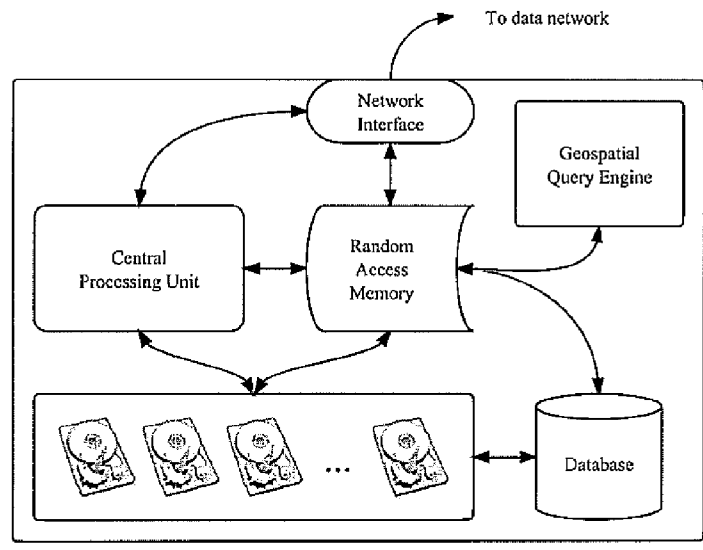 To data network
Network
Interface
Geospatial
Query Engine
Central
Processing Unit
Random
Access
Memory
...
Database